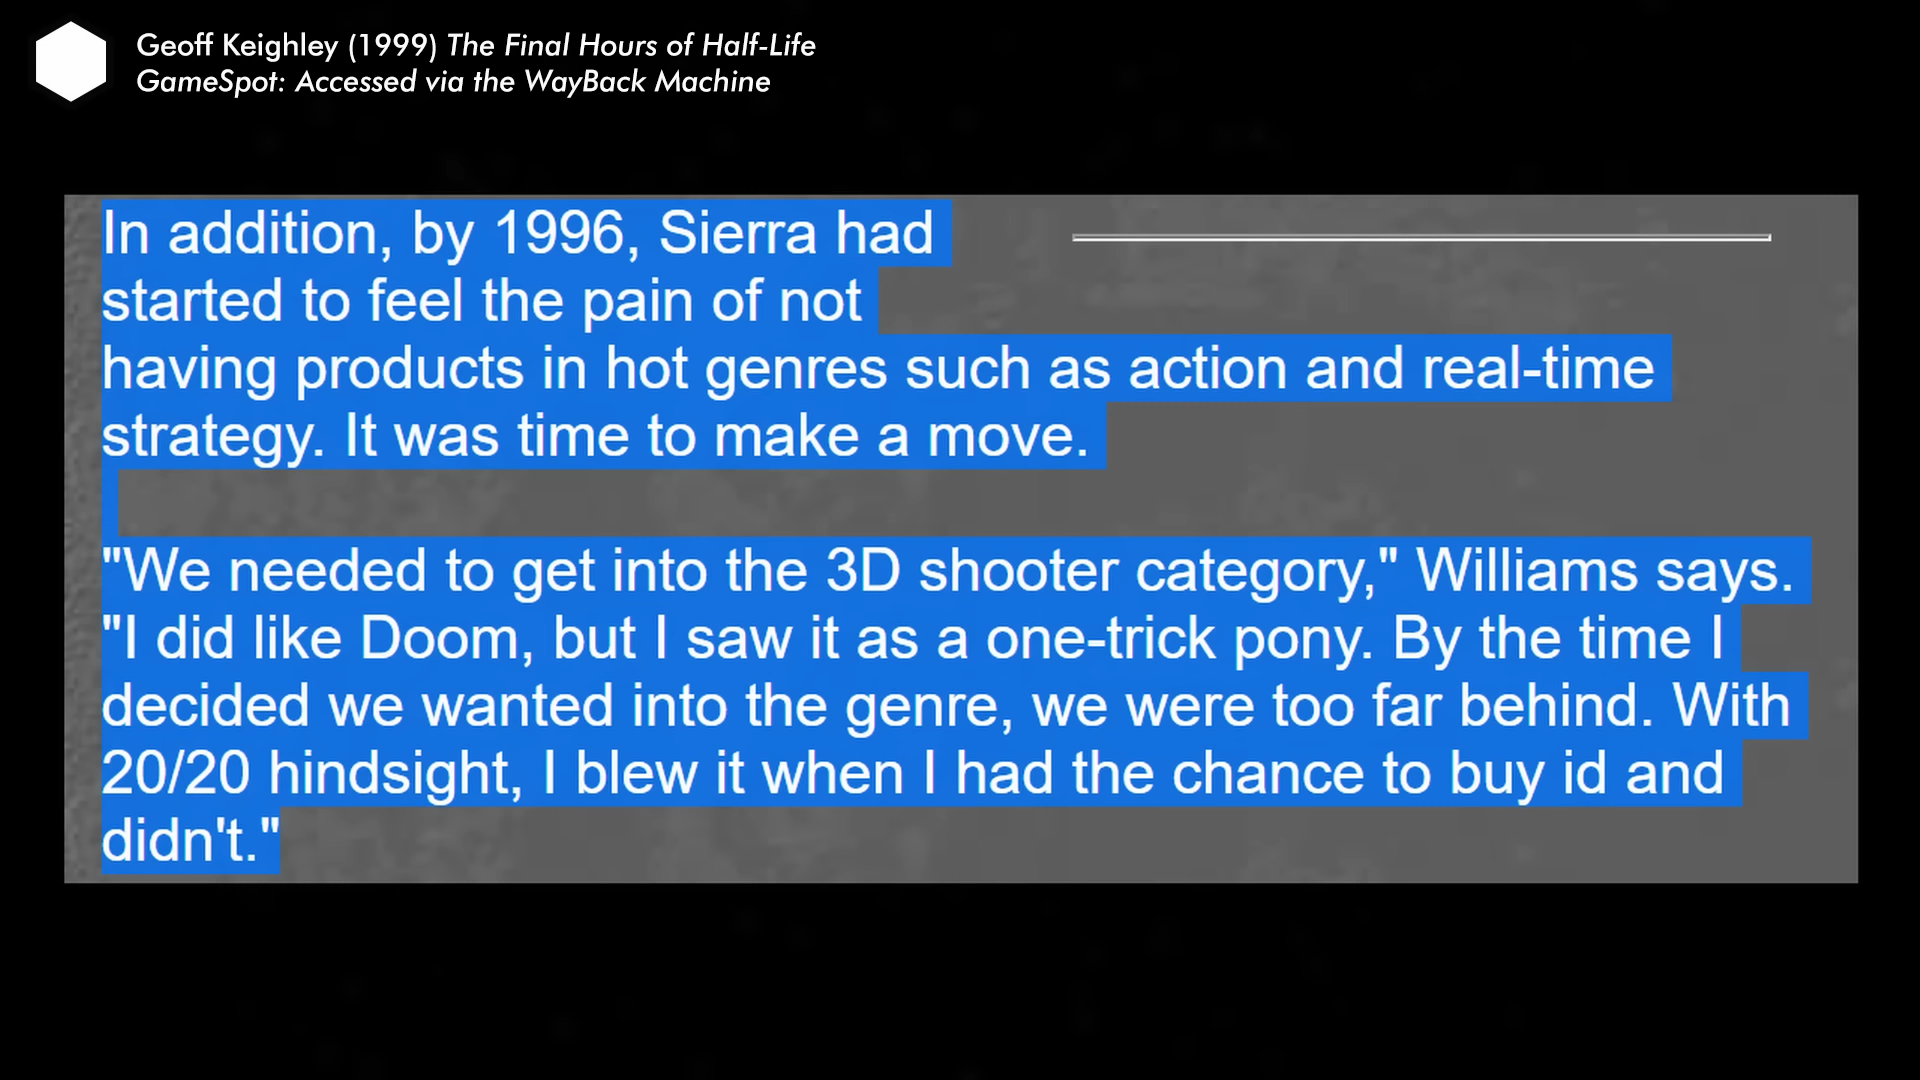 Geoff Keighley (1999) The Final Hours of Half-Life
GameSpot: Accessed via the WayBack Machine
In addition, by 1996, Sierra had
started to feel the pain of not
having products in hot genres such as action and real-time
strategy. It was time to make a move.
"We needed to get into the 3D shooter category," Williams says.
"I did like Doom, but I saw it as a one-trick pony. By the time I
decided we wanted into the genre, we were too far behind. With
20/20 hindsight, I blew it when I had the chance to buy id and
didn't."